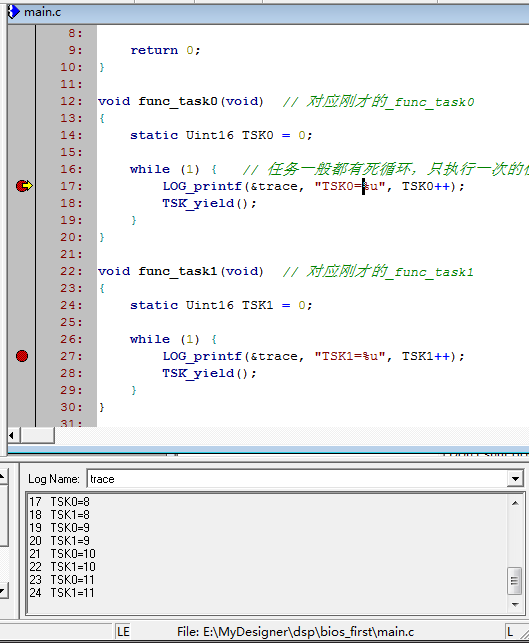 main.c
8:
9: return 0;
10: }
11:
12: void func_task0(void) // 对应刚才的_func_task0
13: {
14: static Uint16 TSK0 = 0;
15:
16: while (1) { // 任务一般都有死循环，只执行一次的
17: LOG_printf(&trace, "TSK0=%u", TSK0++);
18: TSK_yield();
19: }
20: }
21:
22: void func_task1(void) // 对应刚才的_func_task1
23: {
24: static Uint16 TSK1 = 0;
25:
26: while (1) {
27: LOG_printf(&trace, "TSK1=%u", TSK1++);
28: TSK_yield();
29: }
30: }
31:
Log Name: trace
17 TSK0=8
18 TSK1=8
19 TSK0=9
20 TSK1=9
21 TSK0=10
22 TSK1=10
23 TSK0=11
24 TSK1=11
LE File: E:\MyDesigner\dsp\bios_first\main.c L